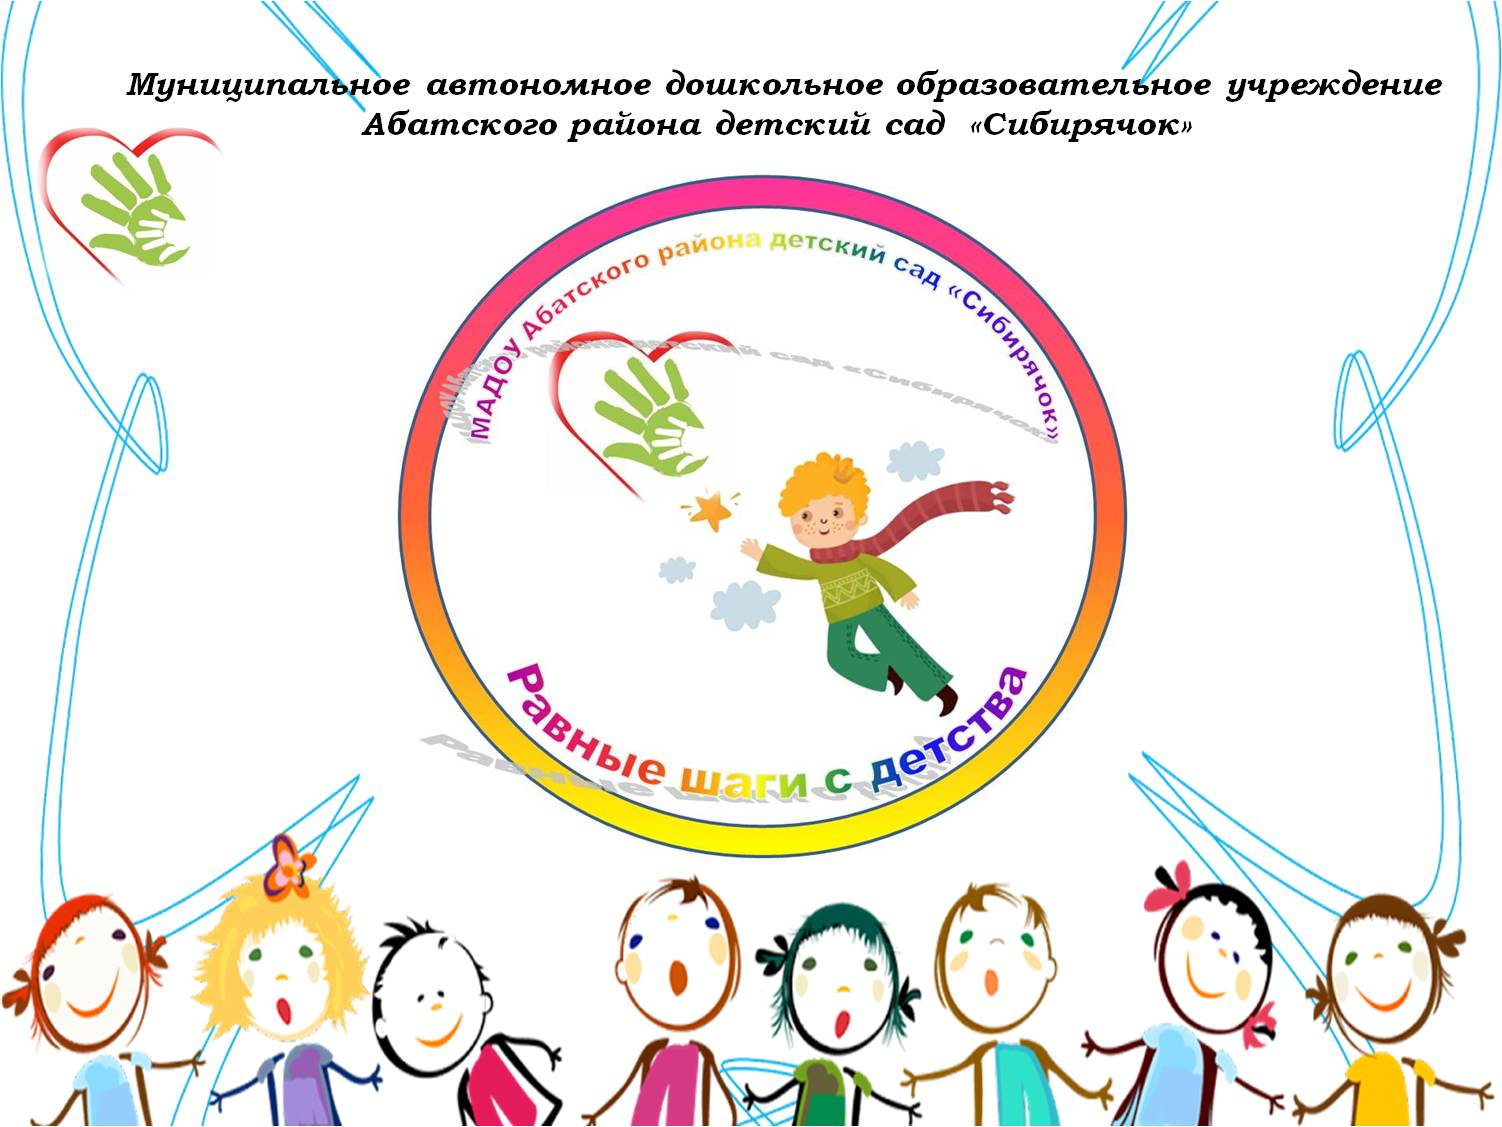 Муниципальное автономное дошкольное образовательное учреждение
Абатского района детский сад «Сибирячок»
МАДОУ Абатского района детский сад «Сибирячок»
Равные шаги с детства